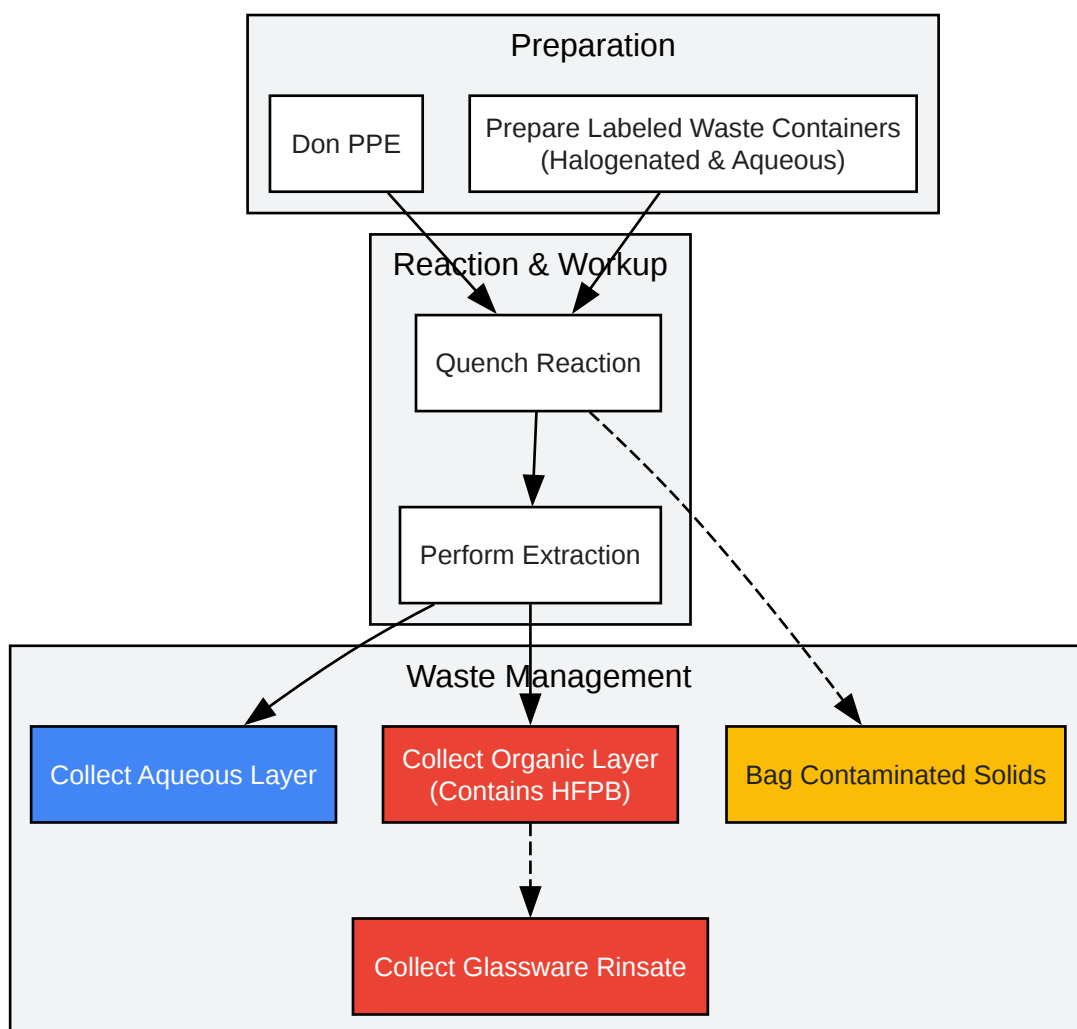 Preparation
Don PPE
Prepare Labeled Waste Containers
(Halogenated & Aqueous)
Reaction & Workup
Quench Reaction
Perform Extraction
Waste Management
Collect Aqueous Layer
Collect Organic Layer
(Contains HFPB)
Bag Contaminated Solids
Collect Glassware Rinsate